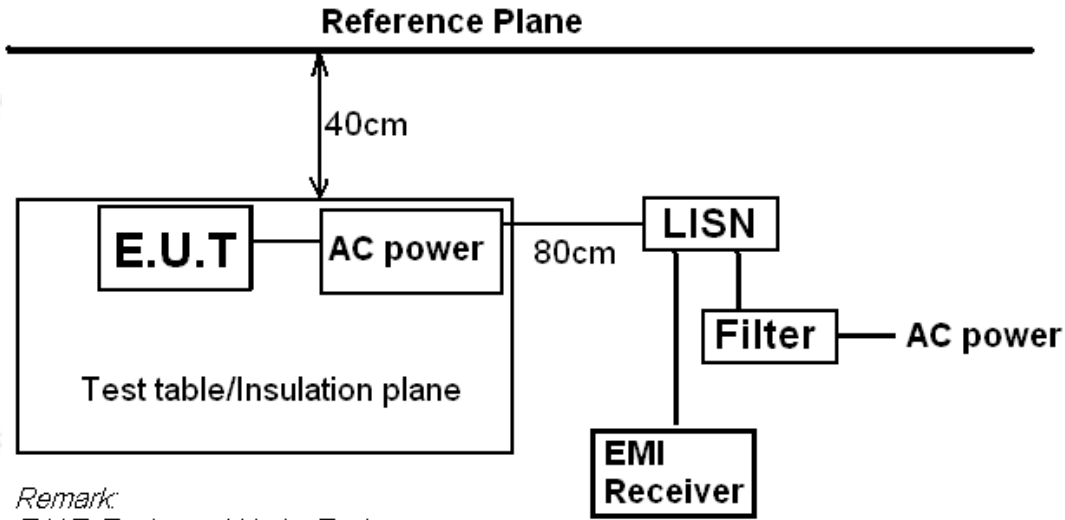 Reference Plane
40cm
E.U.T
AC power
80cm
LISN
Filter
AC power
Test table/Insulation plane
EMI
Receiver
Remark: